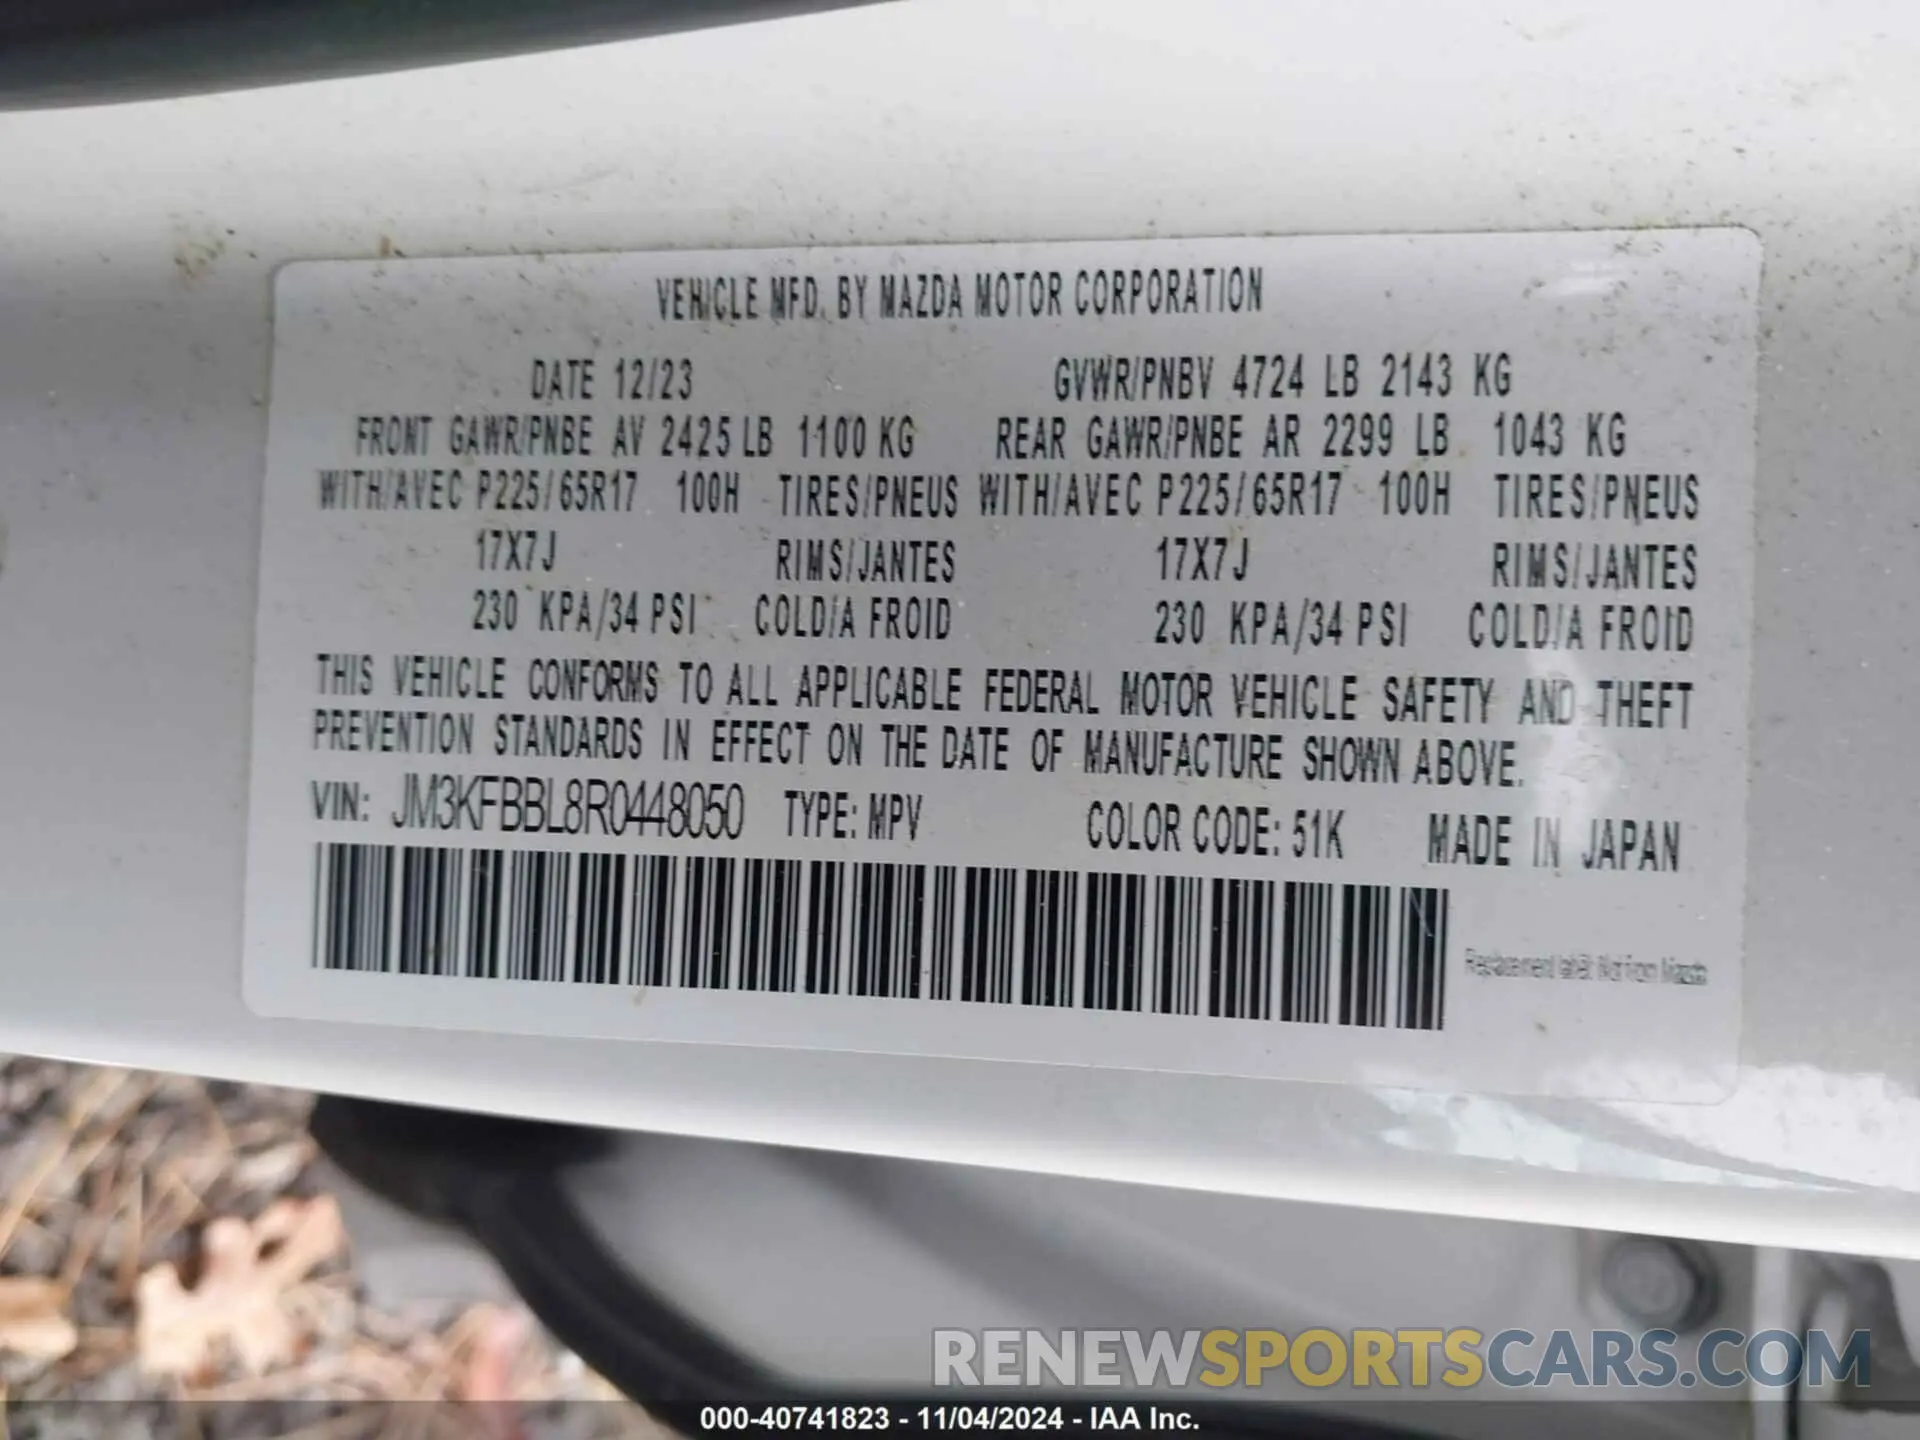 VEHICLE MFD. BY MAZDA MOTOR CORPORATION
DATE 12/23 GVWR/PNBV 4724 LB 2143 KG
FRONT GAWR/PNBE AV 2425 LB 1100 KG REAR GAWR/PNBE AR 2299 LB 1043 KG
WITH/AVEC P225/65R17 100H TIRES/PNEUS WITH/AVEC P225/65R17 100H TIRES/PNEUS
17X7J RIMS/JANTES 17X7J RIMS/JANTES
230 KPA/34 PSI COLD/A FROID 230 KPA/34 PSI COLD/A FROID
THIS VEHICLE CONFORMS TO ALL APPLICABLE FEDERAL MOTOR VEHICLE SAFETY AND THEFT
PREVENTION STANDARDS IN EFFECT ON THE DATE OF MANUFACTURE SHOWN ABOVE.
VIN: JM3KFBBL8R0448050 TYPE: MPV COLOR CODE: 51K MADE IN JAPAN
Replacement label: Not from Mazda
RENEWSPORTSCARS.COM
000-40741823 - 11/04/2024 - IAA Inc.